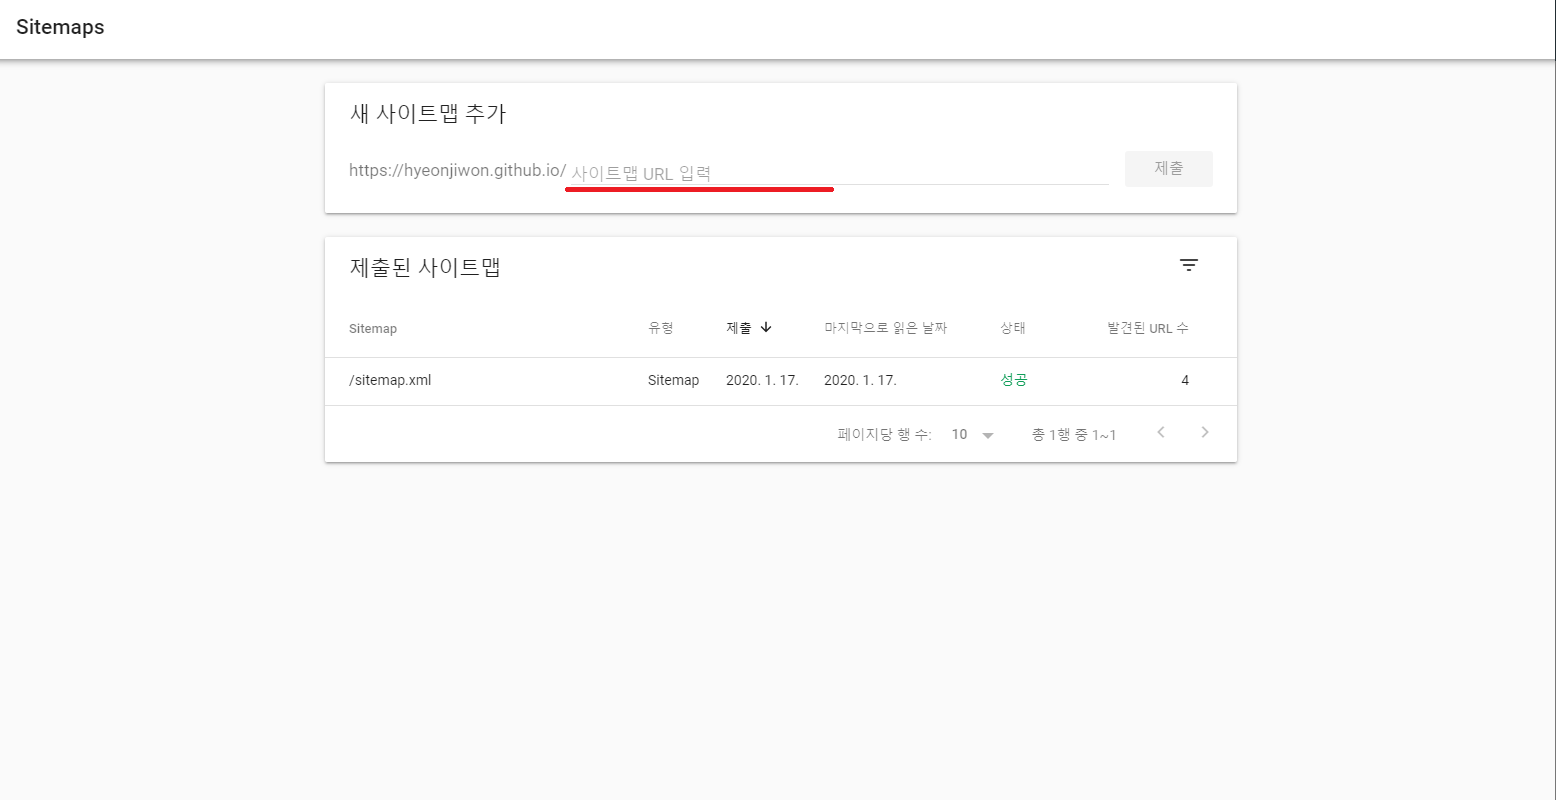 Sitemaps
새 사이트맵 추가
https://hyeonjiwon.github.io/ 사이트맵 URL 입력 제출
제출된 사이트맵
Sitemap 유형 제출 마지막으로 읽은 날짜 상태 발견된 URL 수
/sitemap.xml Sitemap 2020. 1. 17. 2020. 1. 17. 성공 4
페이지당 행 수: 10 총 1행 중 1~1